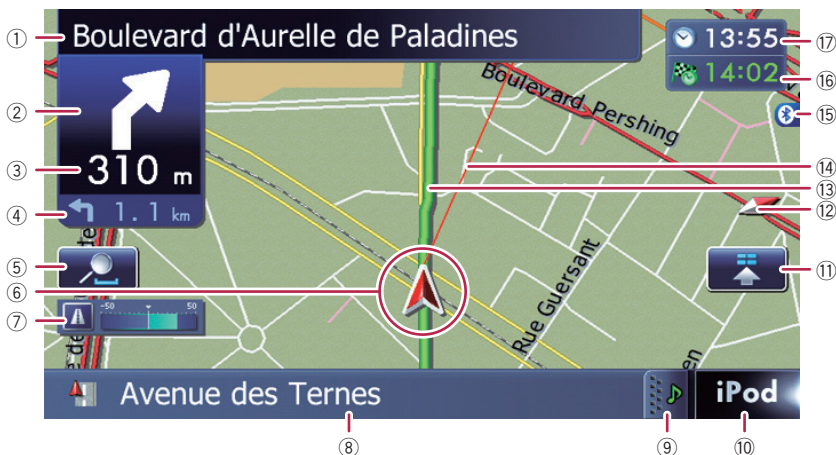 ① Boulevard d'Aurelle de Paladines
13:55 ⑰
② 14:02 ⑯
Boulevard Pershing
⑮
③ 310 m
⑭
⑬
④ 1.1 km
⑫
⑤
⑪
⑥
Rue Guersant
⑦ -50 50
de
en
Avenue des Ternes
iPod
⑧ ⑨ ⑩